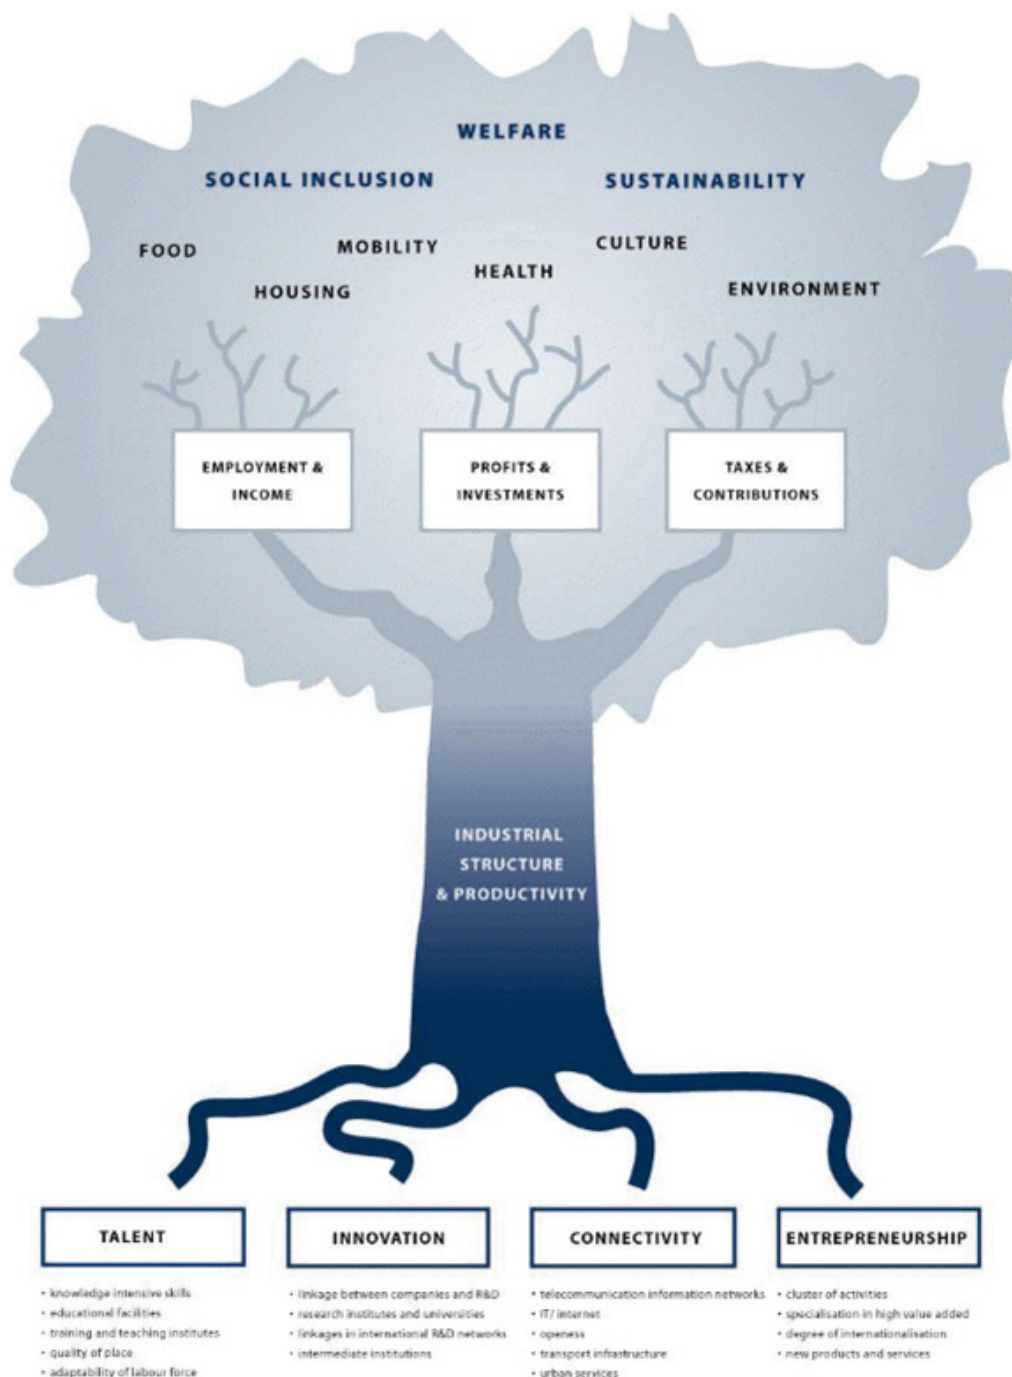 WELFARE
SOCIAL INCLUSION
SUSTAINABILITY
FOOD
MOBILITY
CULTURE
HOUSING
HEALTH
ENVIRONMENT
EMPLOYMENT &
INCOME
PROFITS &
INVESTMENTS
TAXES &
CONTRIBUTIONS
INDUSTRIAL
STRUCTURE
& PRODUCTIVITY
TALENT
• knowledge intensive skills
• educational facilities
• training and teaching institutes
• quality of place
• adaptability of labour force
INNOVATION
• linkage between companies and R&D
• research institutes and universities
• linkages in international R&D networks
• intermediate institutions
CONNECTIVITY
• telecommunication information networks
• IT/ internet
• openess
• transport infrastructure
• urban services
ENTREPRENEURSHIP
• cluster of activities
• specialisation in high value added
• degree of internationalisation
• new products and services